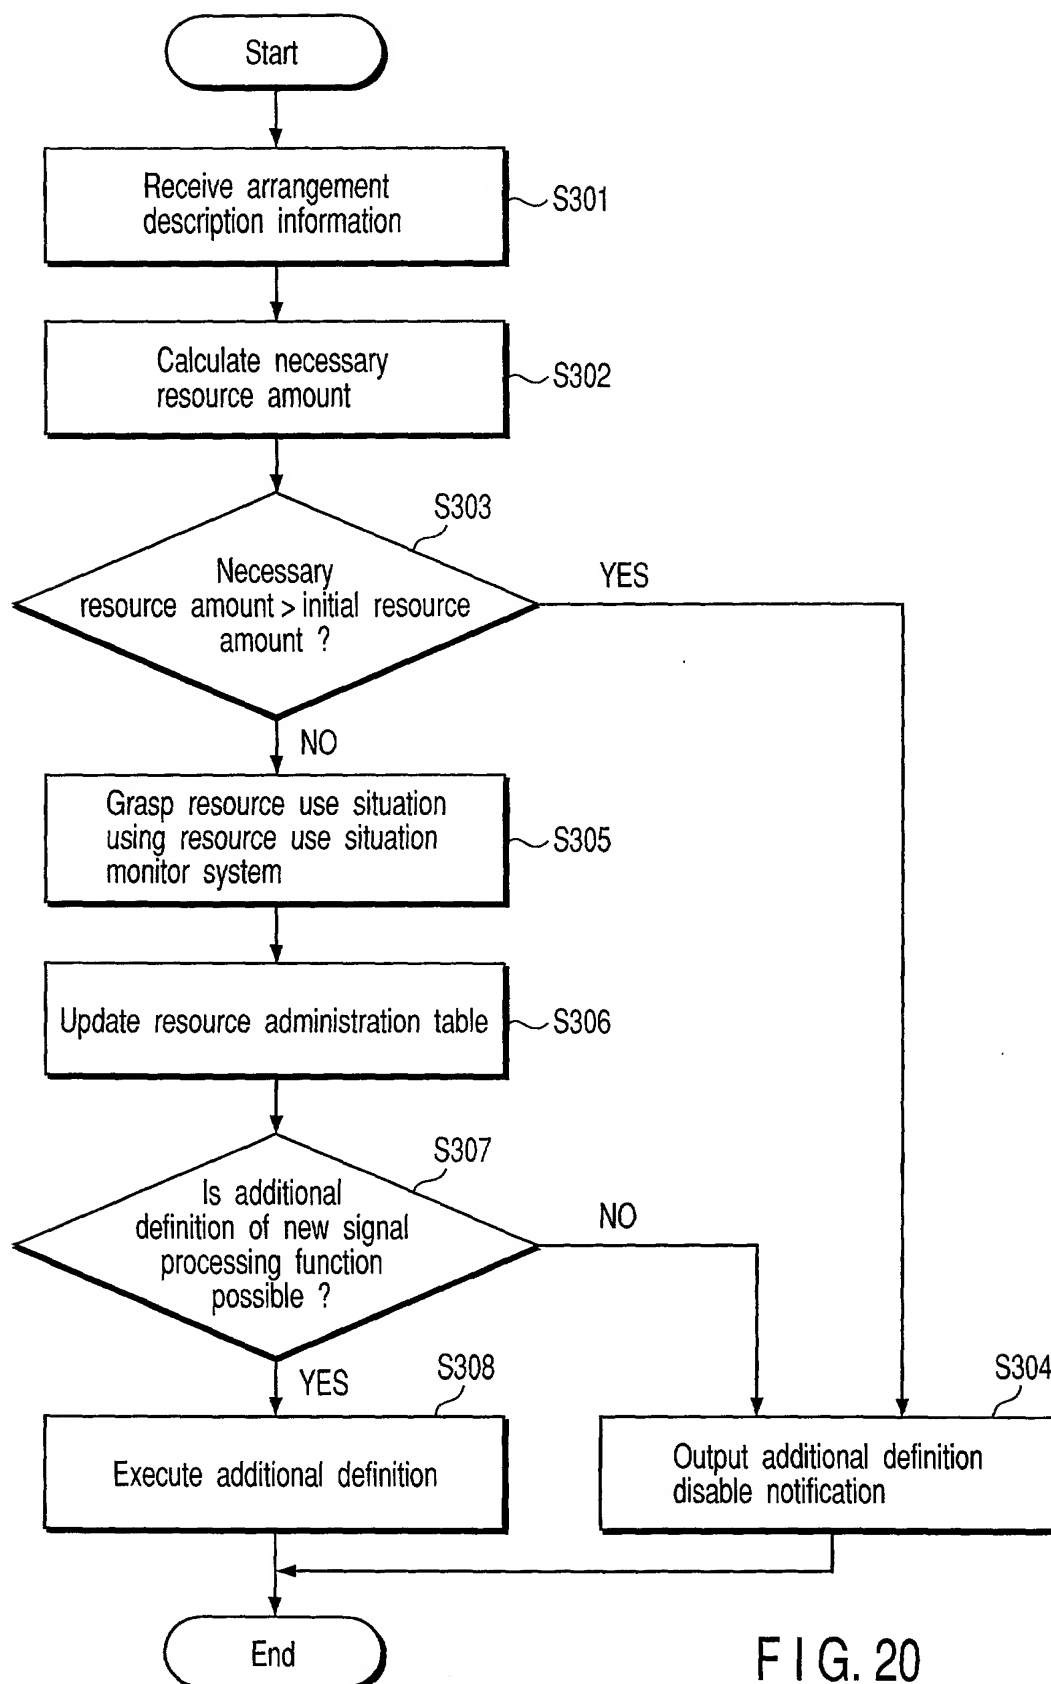 Start
Receive arrangement
description information
S301
Calculate necessary
resource amount
S302
S303
Necessary
resource amount > initial resource
amount ?
YES
NO
Grasp resource use situation
using resource use situation
monitor system
S305
Update resource administration table
S306
S307
Is additional
definition of new signal
processing function
possible ?
NO
YES
S308
Execute additional definition
S304
Output additional definition
disable notification
End
FIG. 20